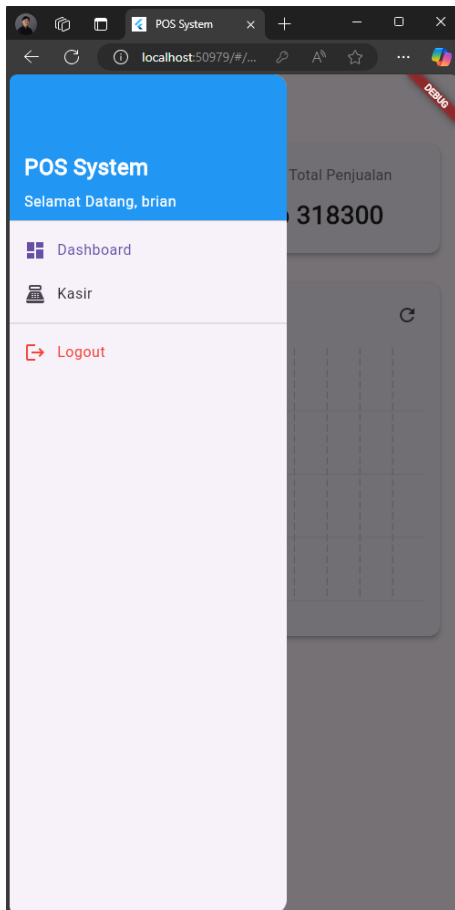 POS System
localhost:50979/#/...
DEBUG
POS System
Selamat Datang, brian
Total Penjualan
318300
Dashboard
Kasir
Logout